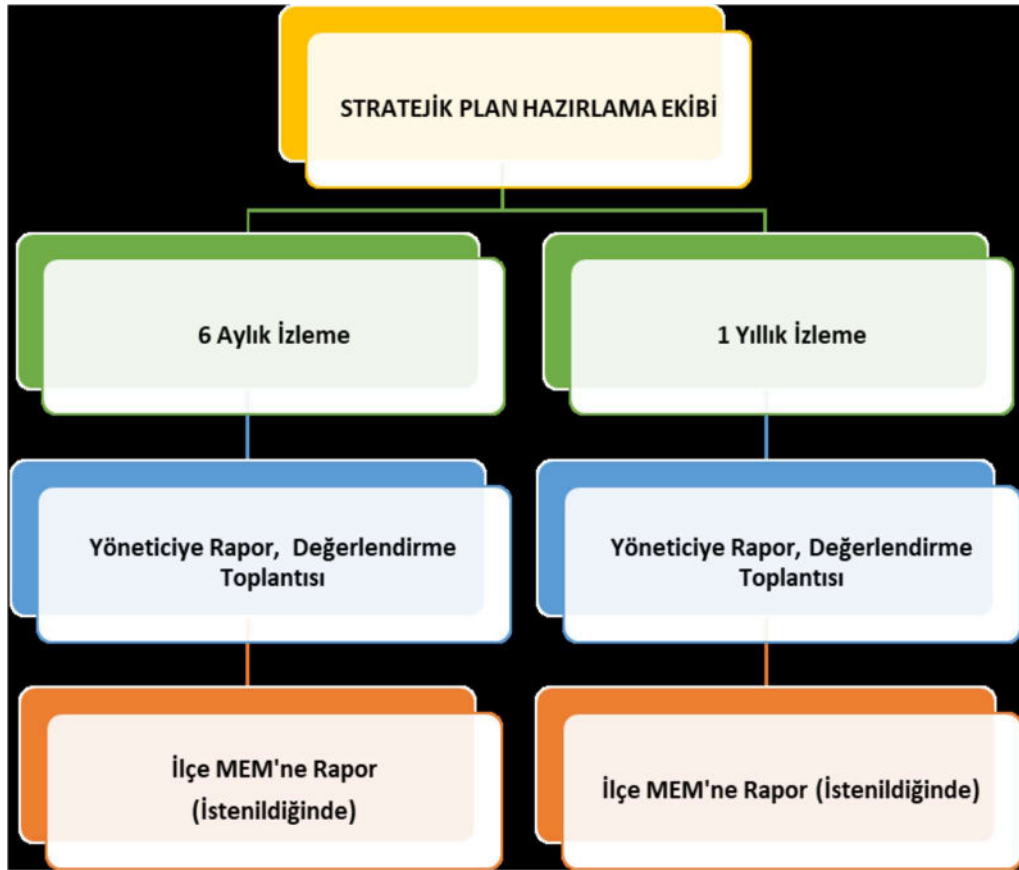 STRATEJİK PLAN HAZIRLAMA EKİBİ
6 Aylık İzleme
1 Yıllık İzleme
Yöneticiye Rapor, Değerlendirme
Toplantısı
Yöneticiye Rapor, Değerlendirme
Toplantısı
İlçe MEM'ne Rapor
(İstenildiğinde)
İlçe MEM'ne Rapor (İstenildiğinde)